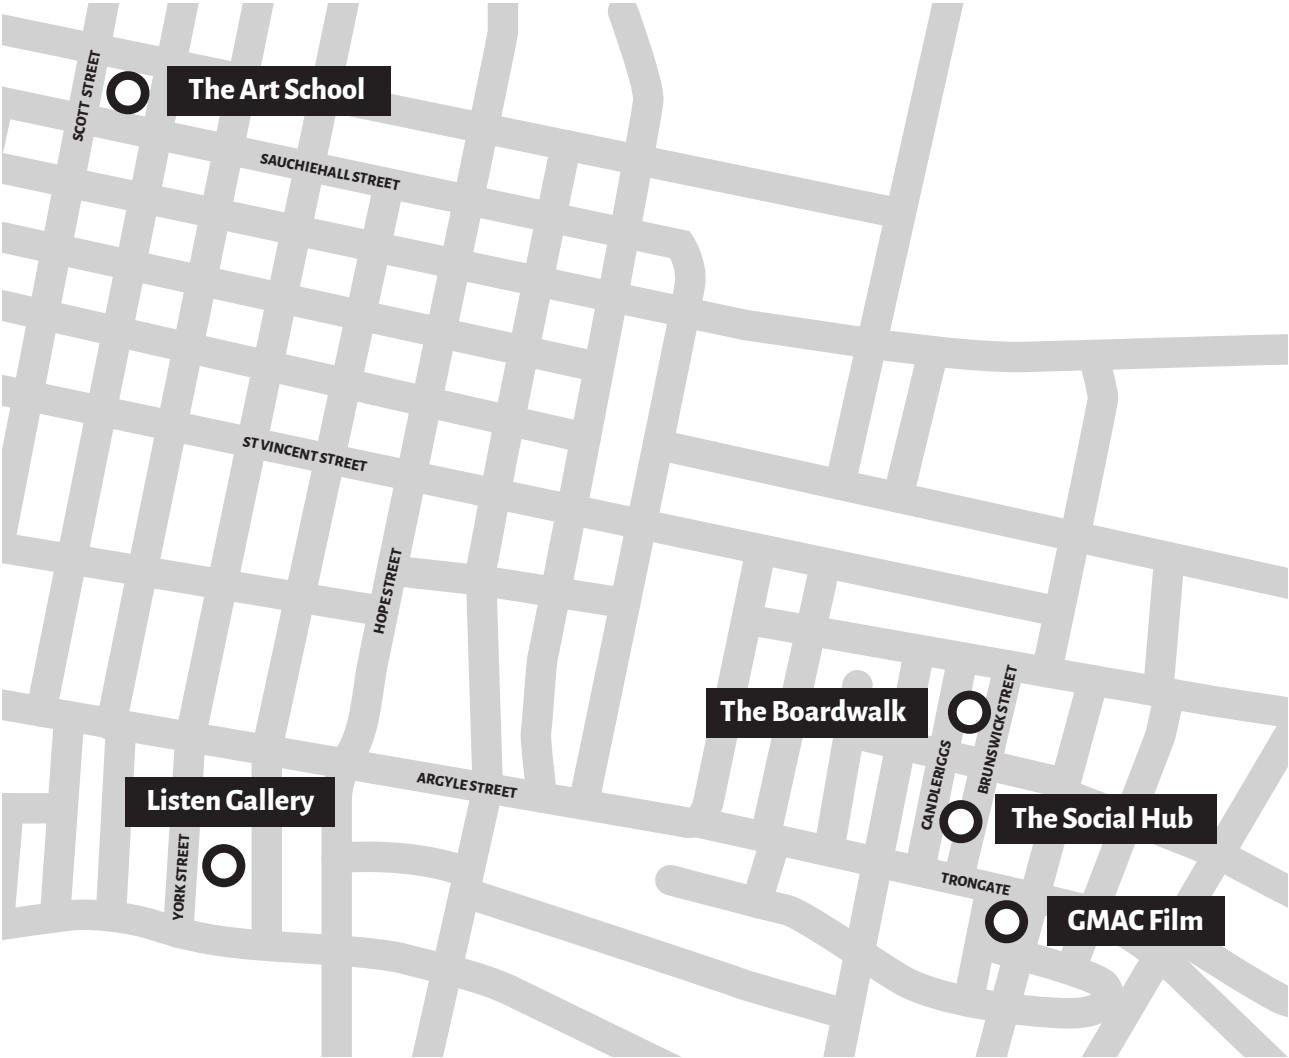 SCOTT STREET
The Art School
SAUCHIEHALL STREET
ST VINCENT STREET
HOPE STREET
The Boardwalk
BRUNSWICK STREET
CANDLERIGGS
ARGYLE STREET
Listen Gallery
The Social Hub
YORK STREET
TRONGATE
GMAC Film